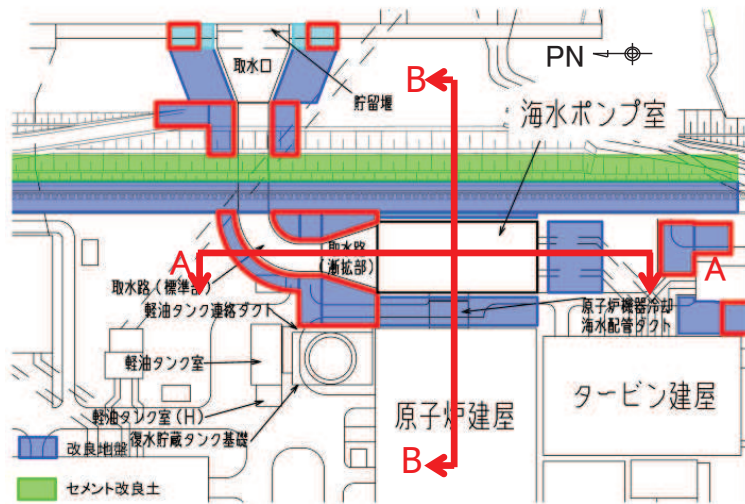 PN
取水口
貯留堰
B
海水ポンプ室
A
取水路
(漸拡部)
A
取水路(標準部)
軽油タンク連絡ダクト
原子炉機器冷却
海水配管ダクト
軽油タンク室
タービン建屋
軽油タンク室(H)
原子炉建屋
復水貯蔵タンク基礎
B
改良地盤
セメント改良土